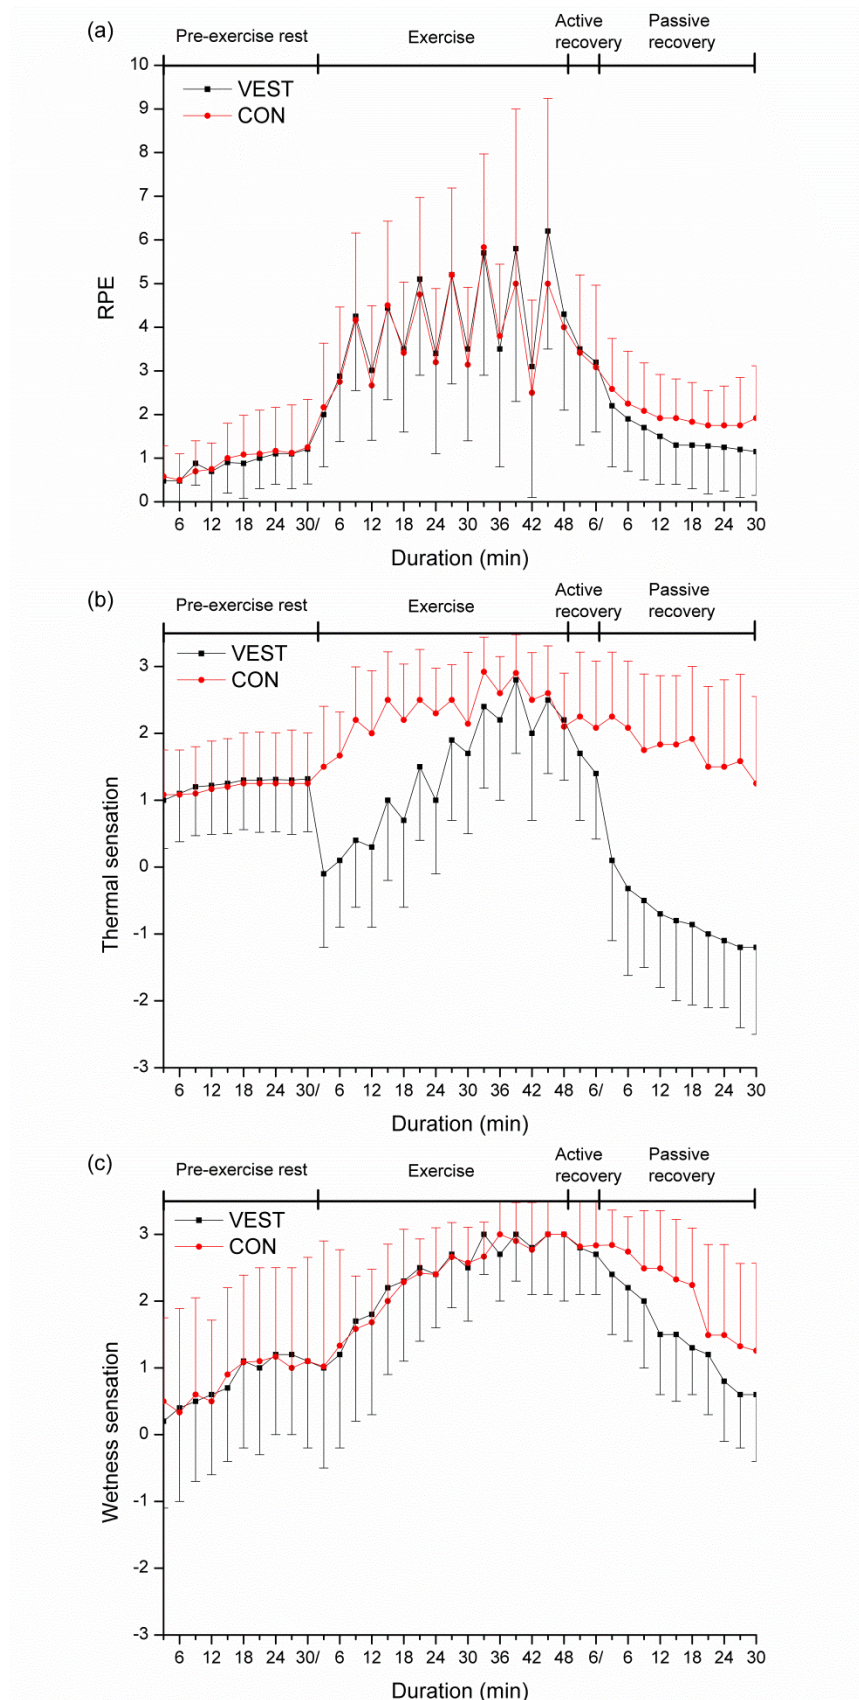 (a)
Pre-exercise rest
Exercise
Active
recovery
Passive
recovery
10
9
8
7
6
5
4
3
2
1
0
RPE
VEST
CON
6 12 18 24 30/ 6 12 18 24 30 36 42 48 6/ 6 12 18 24 30
Duration (min)
(b)
Pre-exercise rest
Exercise
Active
recovery
Passive
recovery
3
2
1
0
-1
-2
-3
Thermal sensation
VEST
CON
6 12 18 24 30/ 6 12 18 24 30 36 42 48 6/ 6 12 18 24 30
Duration (min)
(c)
Pre-exercise rest
Exercise
Active
recovery
Passive
recovery
3
2
1
0
-1
-2
-3
Wetness sensation
VEST
CON
6 12 18 24 30/ 6 12 18 24 30 36 42 48 6/ 6 12 18 24 30
Duration (min)